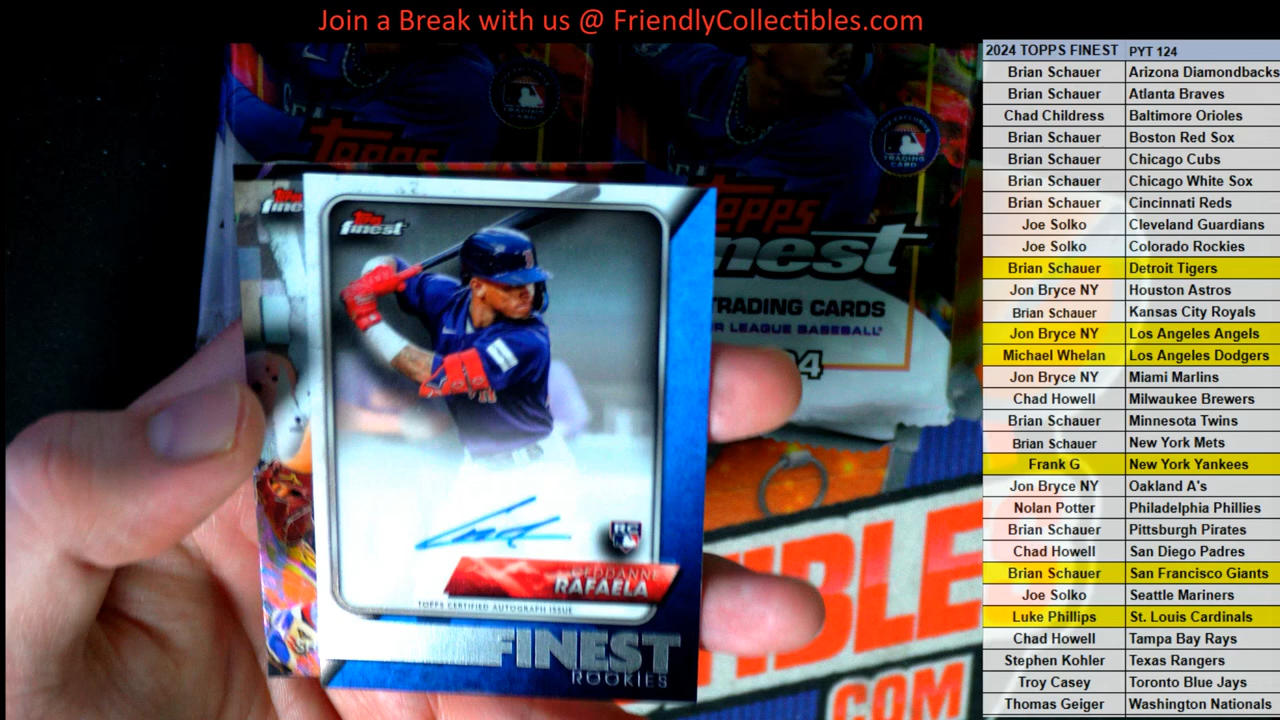 Join a Break with us @ FriendlyCollectibles.com
2024 TOPPS FINEST PYT 124
Brian Schauer Arizona Diamondbacks
Brian Schauer Atlanta Braves
Chad Childress Baltimore Orioles
Brian Schauer Boston Red Sox
Brian Schauer Chicago Cubs
Brian Schauer Chicago White Sox
Brian Schauer Cincinnati Reds
Joe Solko Cleveland Guardians
Joe Solko Colorado Rockies
Brian Schauer Detroit Tigers
Jon Bryce NY Houston Astros
Brian Schauer Kansas City Royals
Jon Bryce NY Los Angeles Angels
Michael Whelan Los Angeles Dodgers
Jon Bryce NY Miami Marlins
Chad Howell Milwaukee Brewers
Brian Schauer Minnesota Twins
Brian Schauer New York Mets
Frank G New York Yankees
Jon Bryce NY Oakland A's
Nolan Potter Philadelphia Phillies
Brian Schauer Pittsburgh Pirates
Chad Howell San Diego Padres
Brian Schauer San Francisco Giants
Joe Solko Seattle Mariners
Luke Phillips St. Louis Cardinals
Chad Howell Tampa Bay Rays
Stephen Kohler Texas Rangers
Troy Casey Toronto Blue Jays
Thomas Geiger Washington Nationals
Topps
Topps
finest
RC
CEDDANNE
RAFAELA
TOPPS CERTIFIED AUTOGRAPH ISSUE
FINEST
ROOKIES
TRADING CARDS
LEAGUE BASEBALL
TRADING CARD
IBLE
.COM